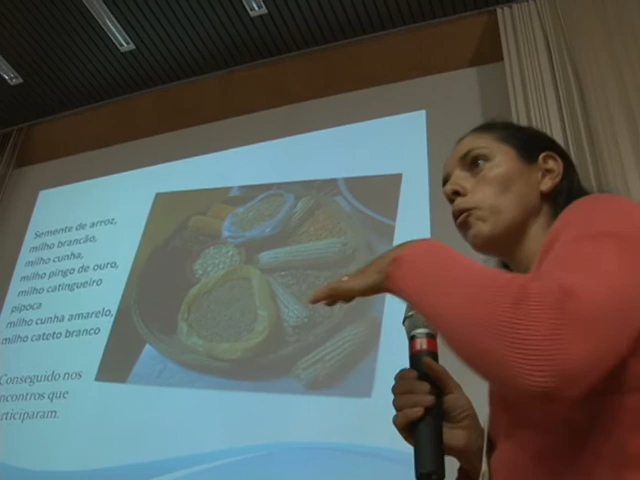 Semente de arroz,
milho brancão,
milho cunha,
milho pingo de ouro,
milho catingueiro
pipoca
milho cunha amarelo,
milho cateto branco
Conseguido nos
ncontros que
rticiparam.